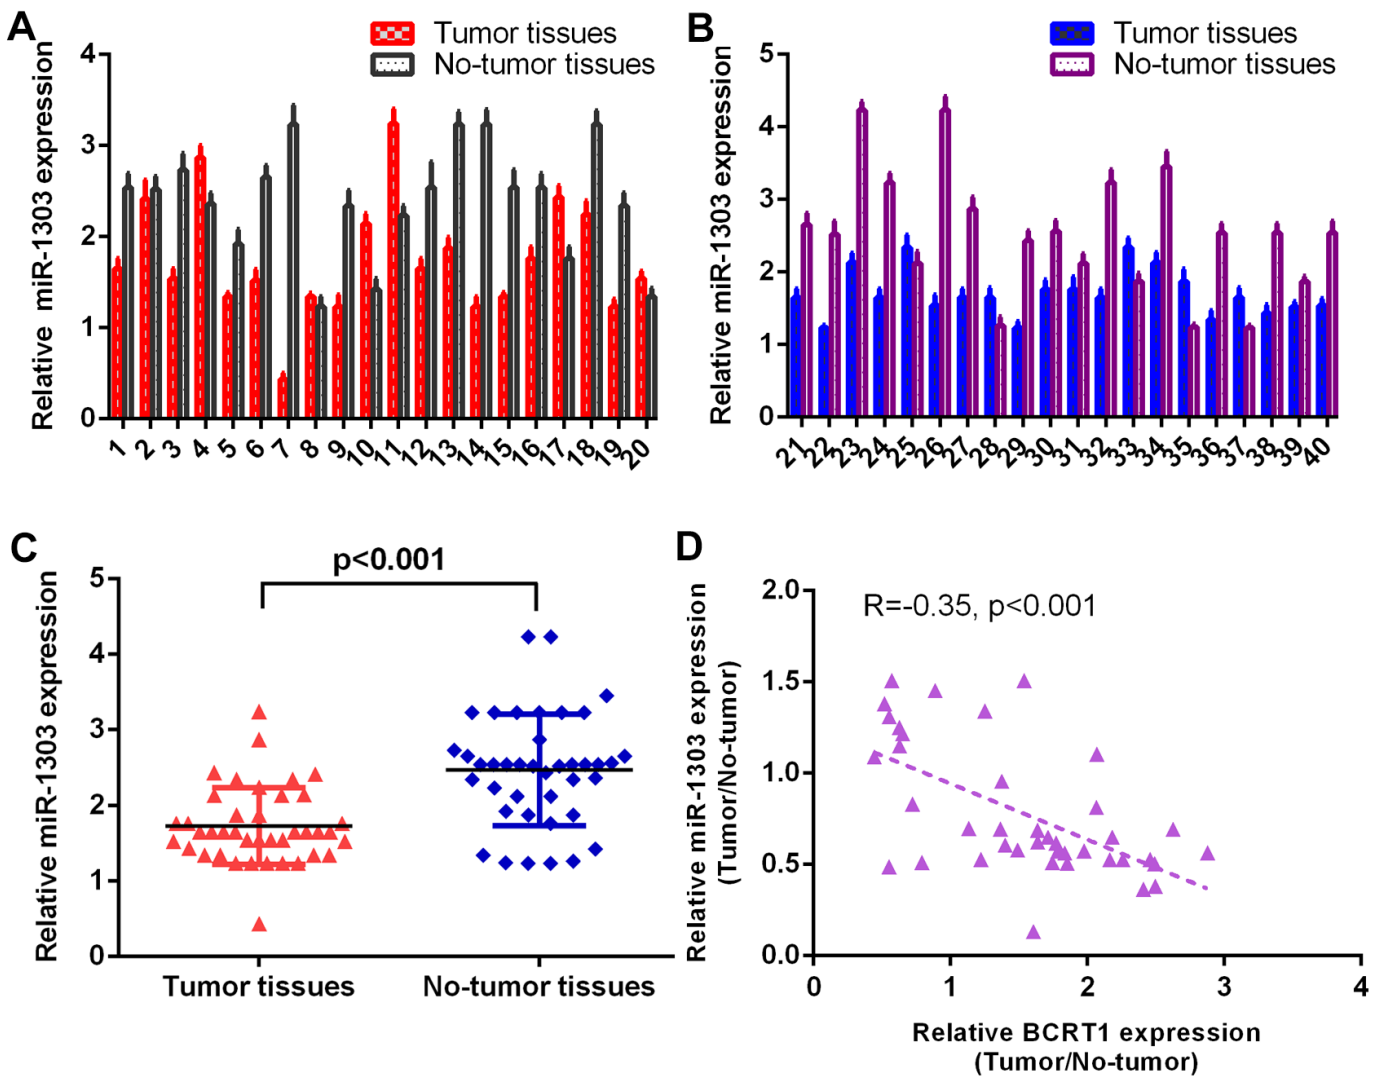 A
Relative miR-1303 expression
Tumor tissues
No-tumor tissues
4
3
2
1
0
1 2 3 4 5 6 7 8 9 10 11 12 13 14 15 16 17 18 19 20
B
Relative miR-1303 expression
Tumor tissues
No-tumor tissues
5
4
3
2
1
0
21 22 23 24 25 26 27 28 29 30 31 32 33 34 35 36 37 38 39 40
C
Relative miR-1303 expression
p<0.001
5
4
3
2
1
0
Tumor tissues No-tumor tissues
D
Relative miR-1303 expression
(Tumor/No-tumor)
R=-0.35, p<0.001
2.0
1.5
1.0
0.5
0.0
0 1 2 3 4
Relative BCRT1 expression
(Tumor/No-tumor)